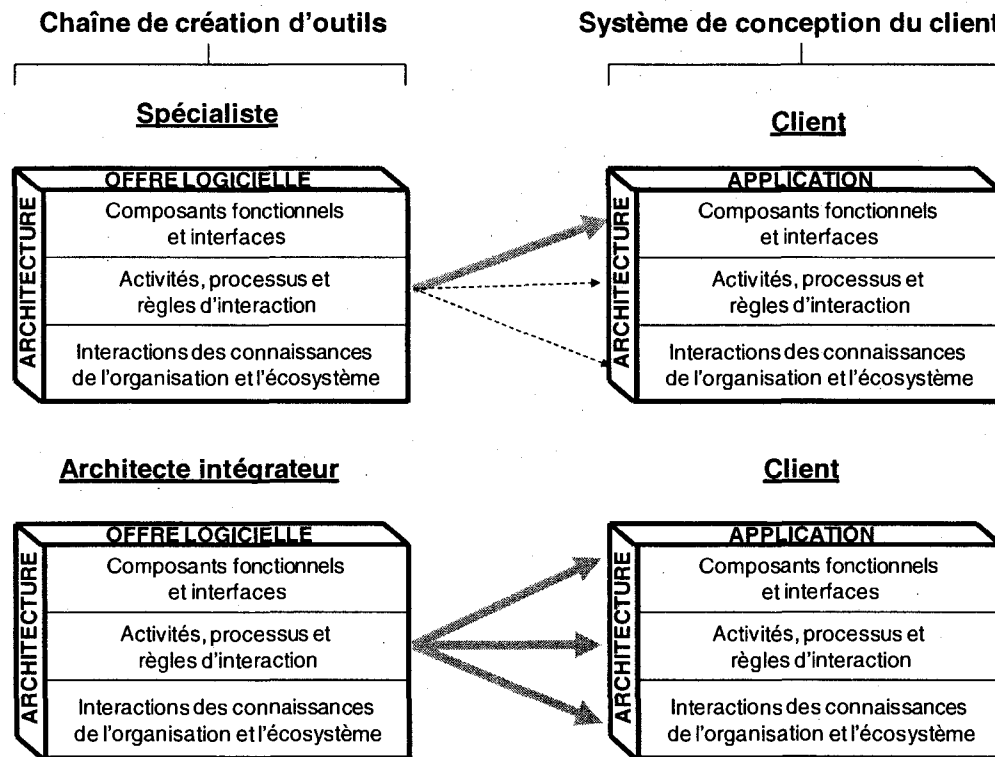 Chaîne de création d'outils
Système de conception du client
Spécialiste
Client
OFFRE LOGICIELLE
ARCHITECTURE
Composants fonctionnels
et interfaces
Activités, processus et
règles d'interaction
Interactions des connaissances
de l'organisation et l'écosystème
APPLICATION
ARCHITECTURE
Composants fonctionnels
et interfaces
Activités, processus et
règles d'interaction
Interactions des connaissances
de l'organisation et l'écosystème
Architecte intégrateur
Client
OFFRE LOGICIELLE
ARCHITECTURE
Composants fonctionnels
et interfaces
Activités, processus et
règles d'interaction
Interactions des connaissances
de l'organisation et l'écosystème
APPLICATION
ARCHITECTURE
Composants fonctionnels
et interfaces
Activités, processus et
règles d'interaction
Interactions des connaissances
de l'organisation et l'écosystème